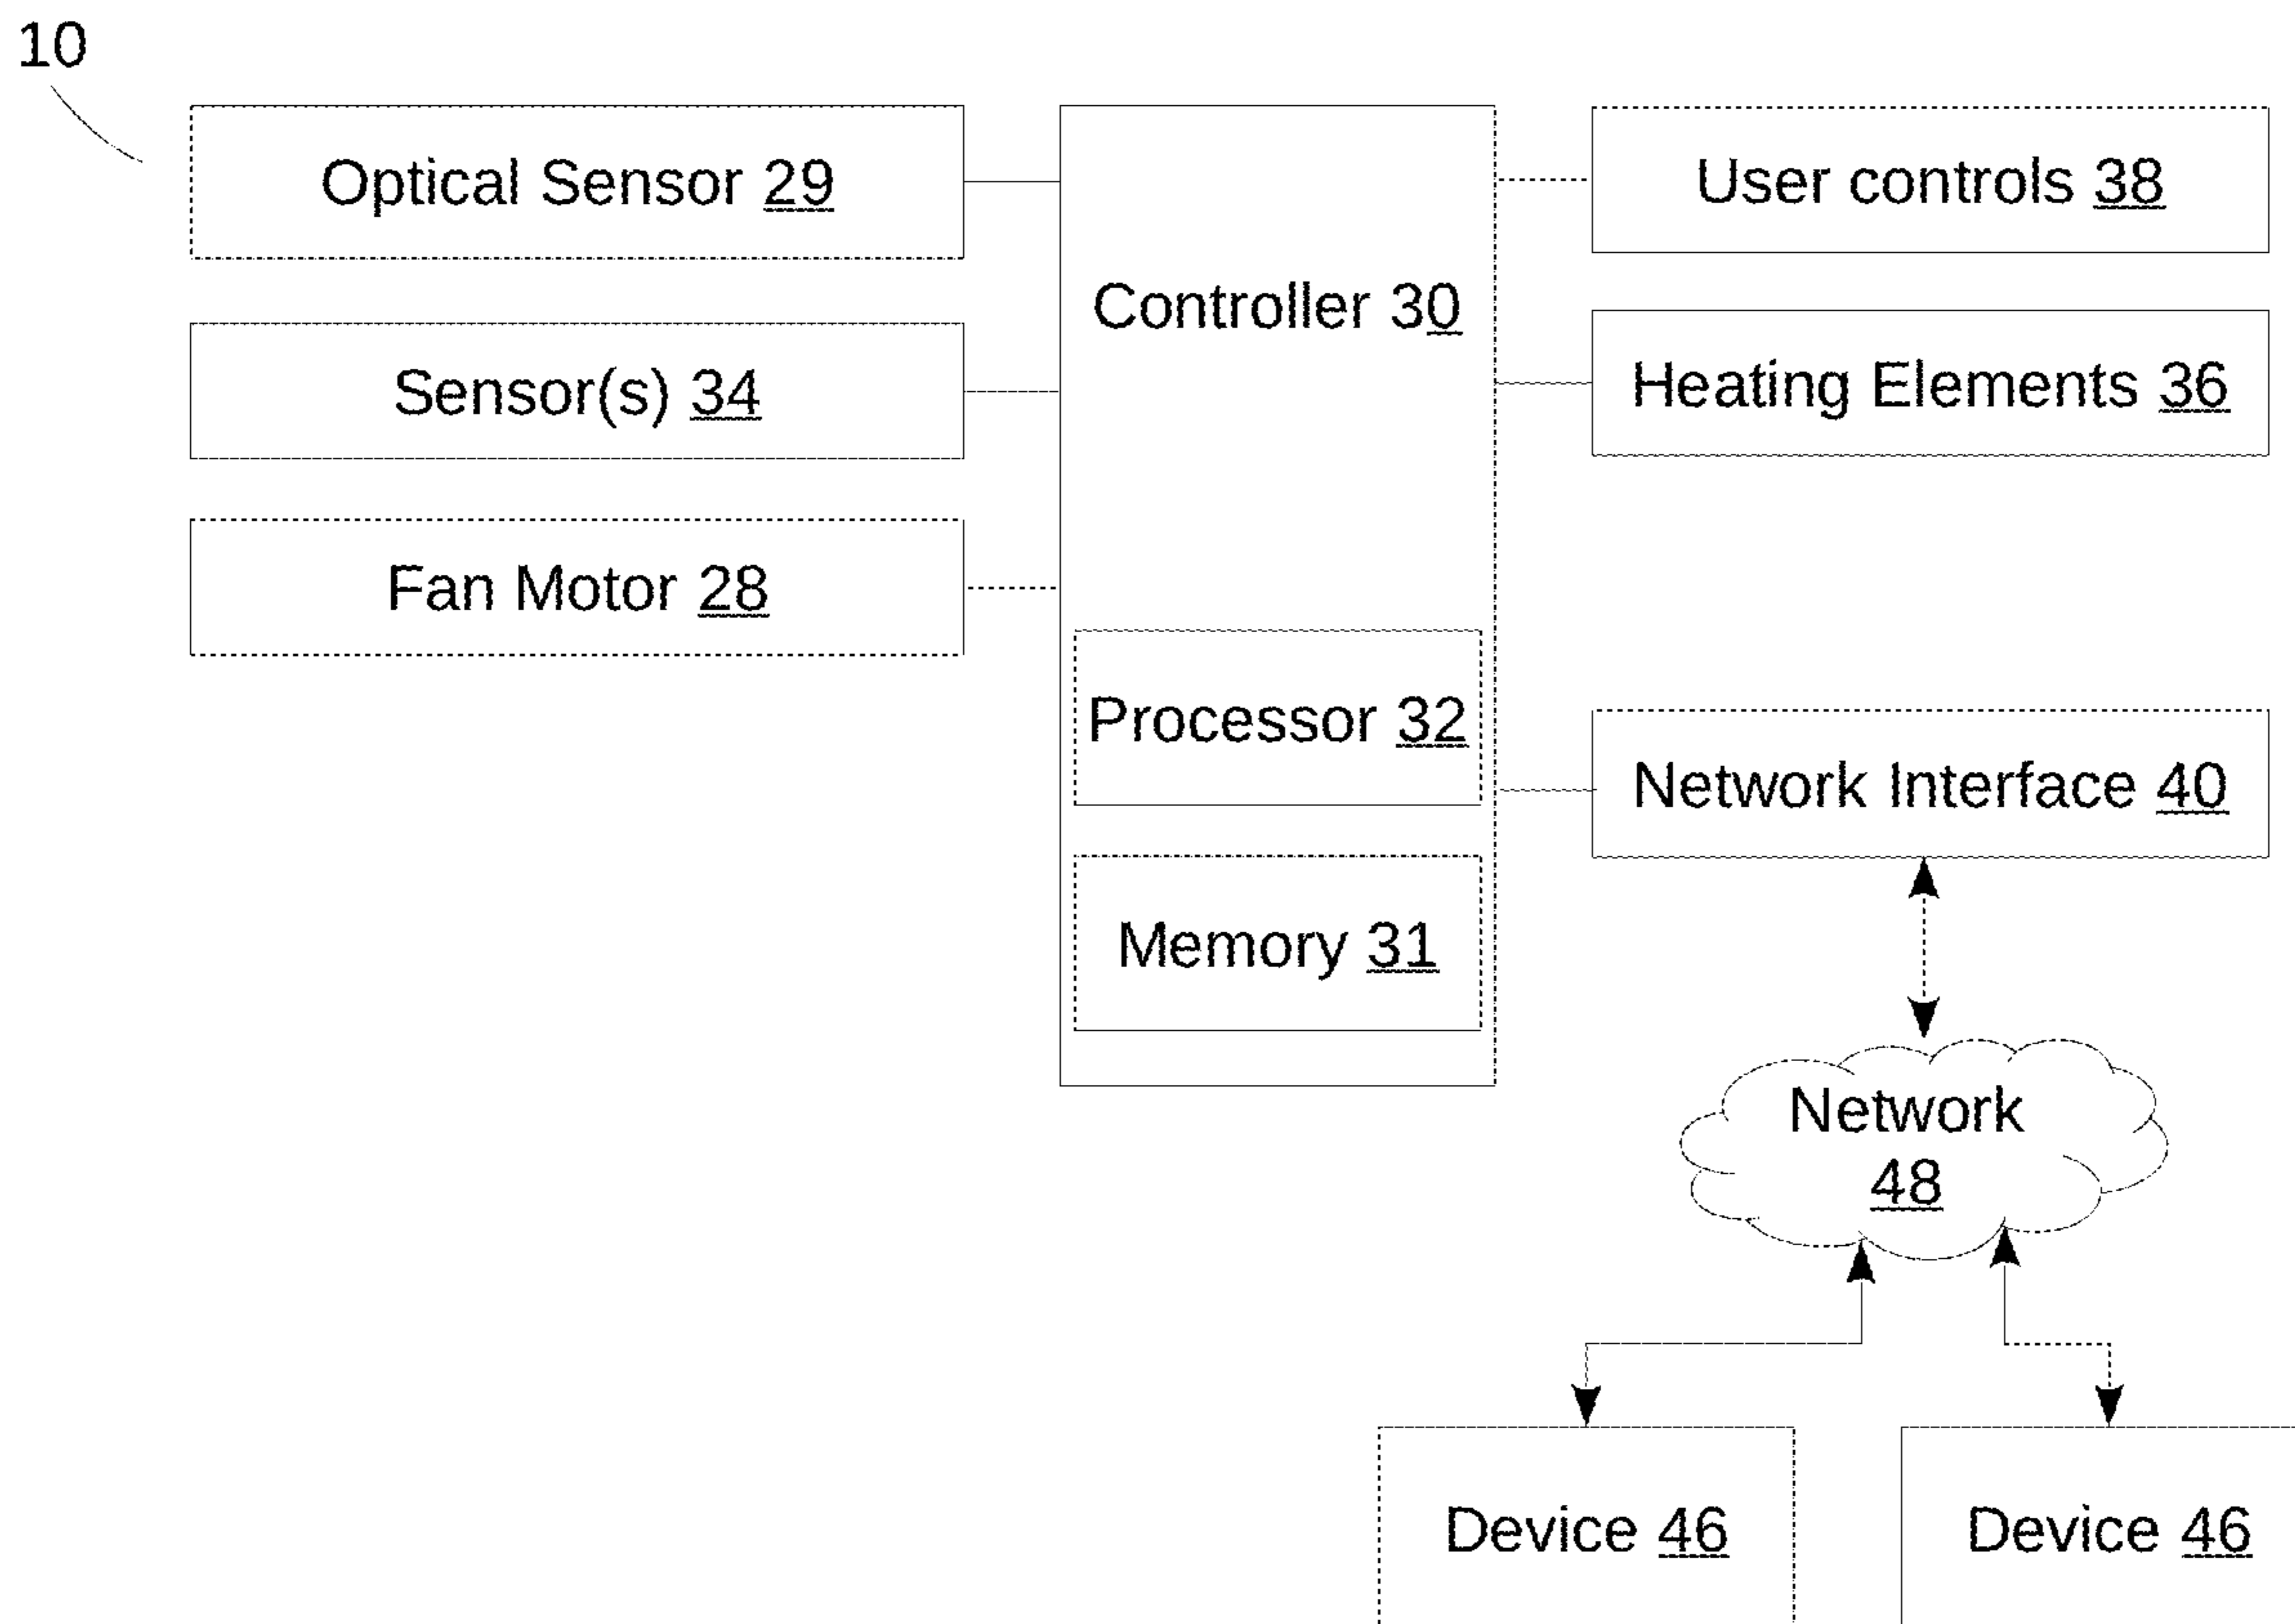 10
Optical Sensor 29
Sensor(s) 34
Fan Motor 28
Controller 30
Processor 32
Memory 31
User controls 38
Heating Elements 36
Network Interface 40
Network
48
Device 46
Device 46